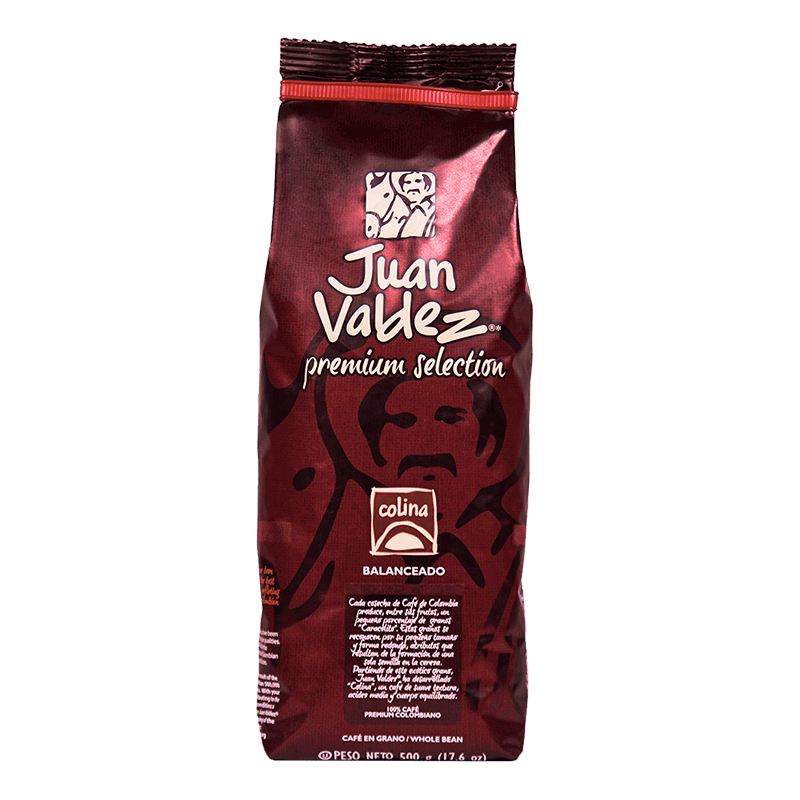 Juan
Valdez®*
premium selection
colina
BALANCEADO
Cada cosecha de Café de Colombia
produce, entre sus frutos, un
pequeño porcentaje de granos
"Caracolito". Estos granos se
reconocen por su pequeño tamaño
y forma redonda, atributos que
resultan de la formación de una
sola semilla en la cereza.
Partiendo de este exótico grano,
Juan Valdez® ha desarrollado
"Colina", un café de suave textura,
acidez media y cuerpo equilibrado.
100% CAFÉ
PREMIUM COLOMBIANO
CAFÉ EN GRANO / WHOLE BEAN
Ⓤ PESO NETO 500 g (17.6 oz)